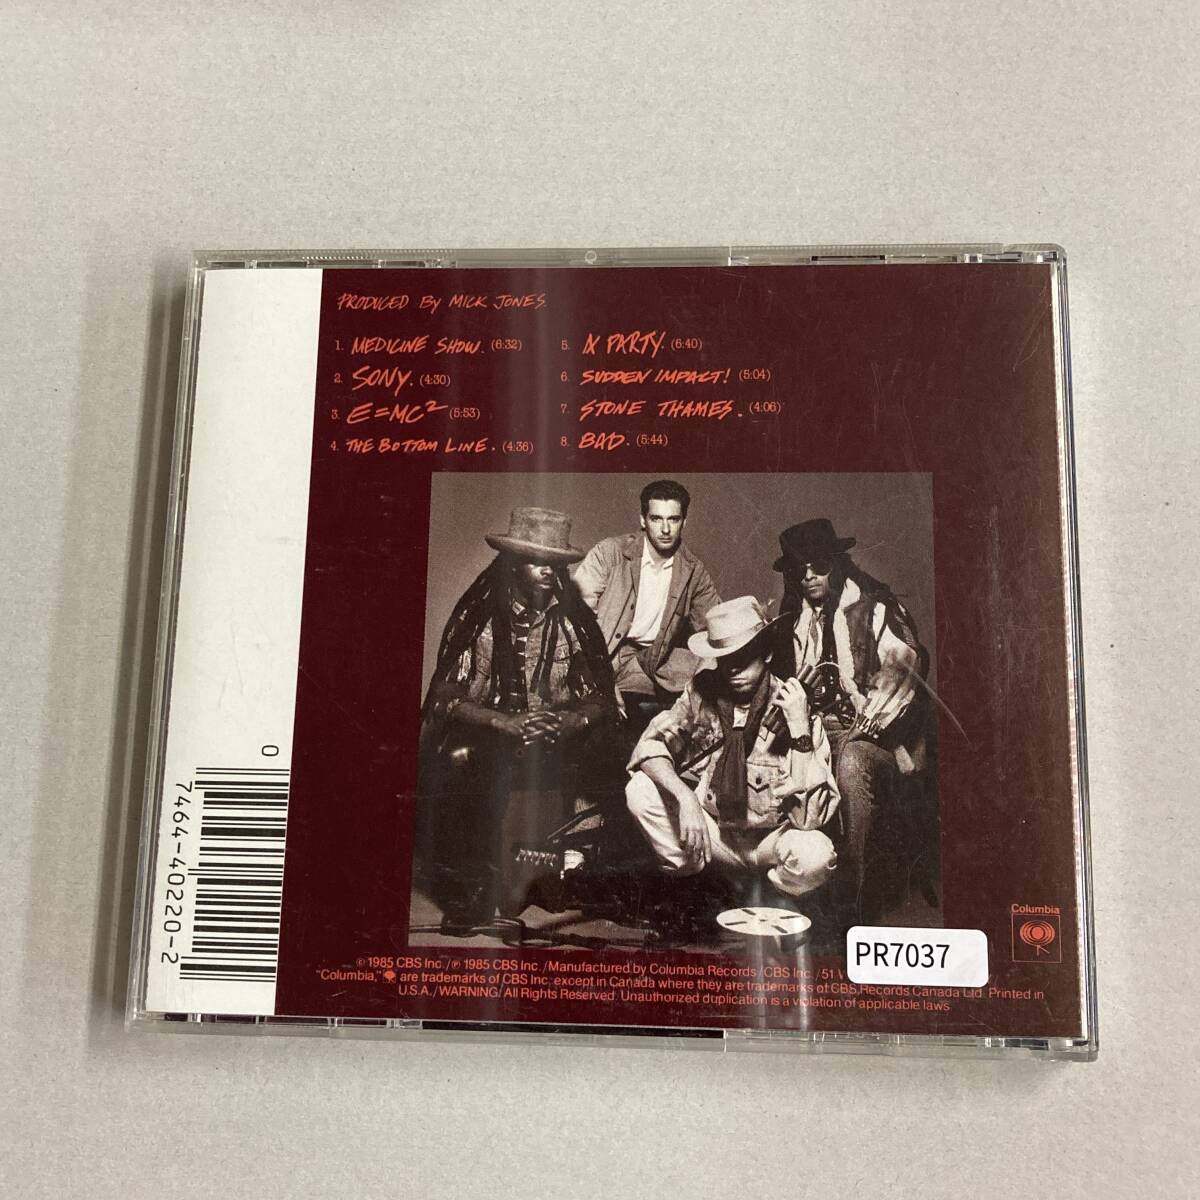 PRODUCED BY MICK JONES.
1. MEDICINE SHOW. (6:32)
2. SONY. (4:30)
3. E=MC² (5:53)
4. THE BOTTOM LINE. (4:36)
5. A PARTY. (6:40)
6. SUDDEN IMPACT! (5:04)
7. STONE THAMES. (4:06)
8. BAD. (5:44)
0
7464-40220-2
Columbia
PR7037
© 1985 CBS Inc./℗ 1985 CBS Inc./Manufactured by Columbia Records/CBS Inc./51 W
"Columbia," are trademarks of CBS Inc. except in Canada where they are trademarks of CBS Records Canada Ltd. Printed in
U.S.A./WARNING: All Rights Reserved. Unauthorized duplication is a violation of applicable laws.